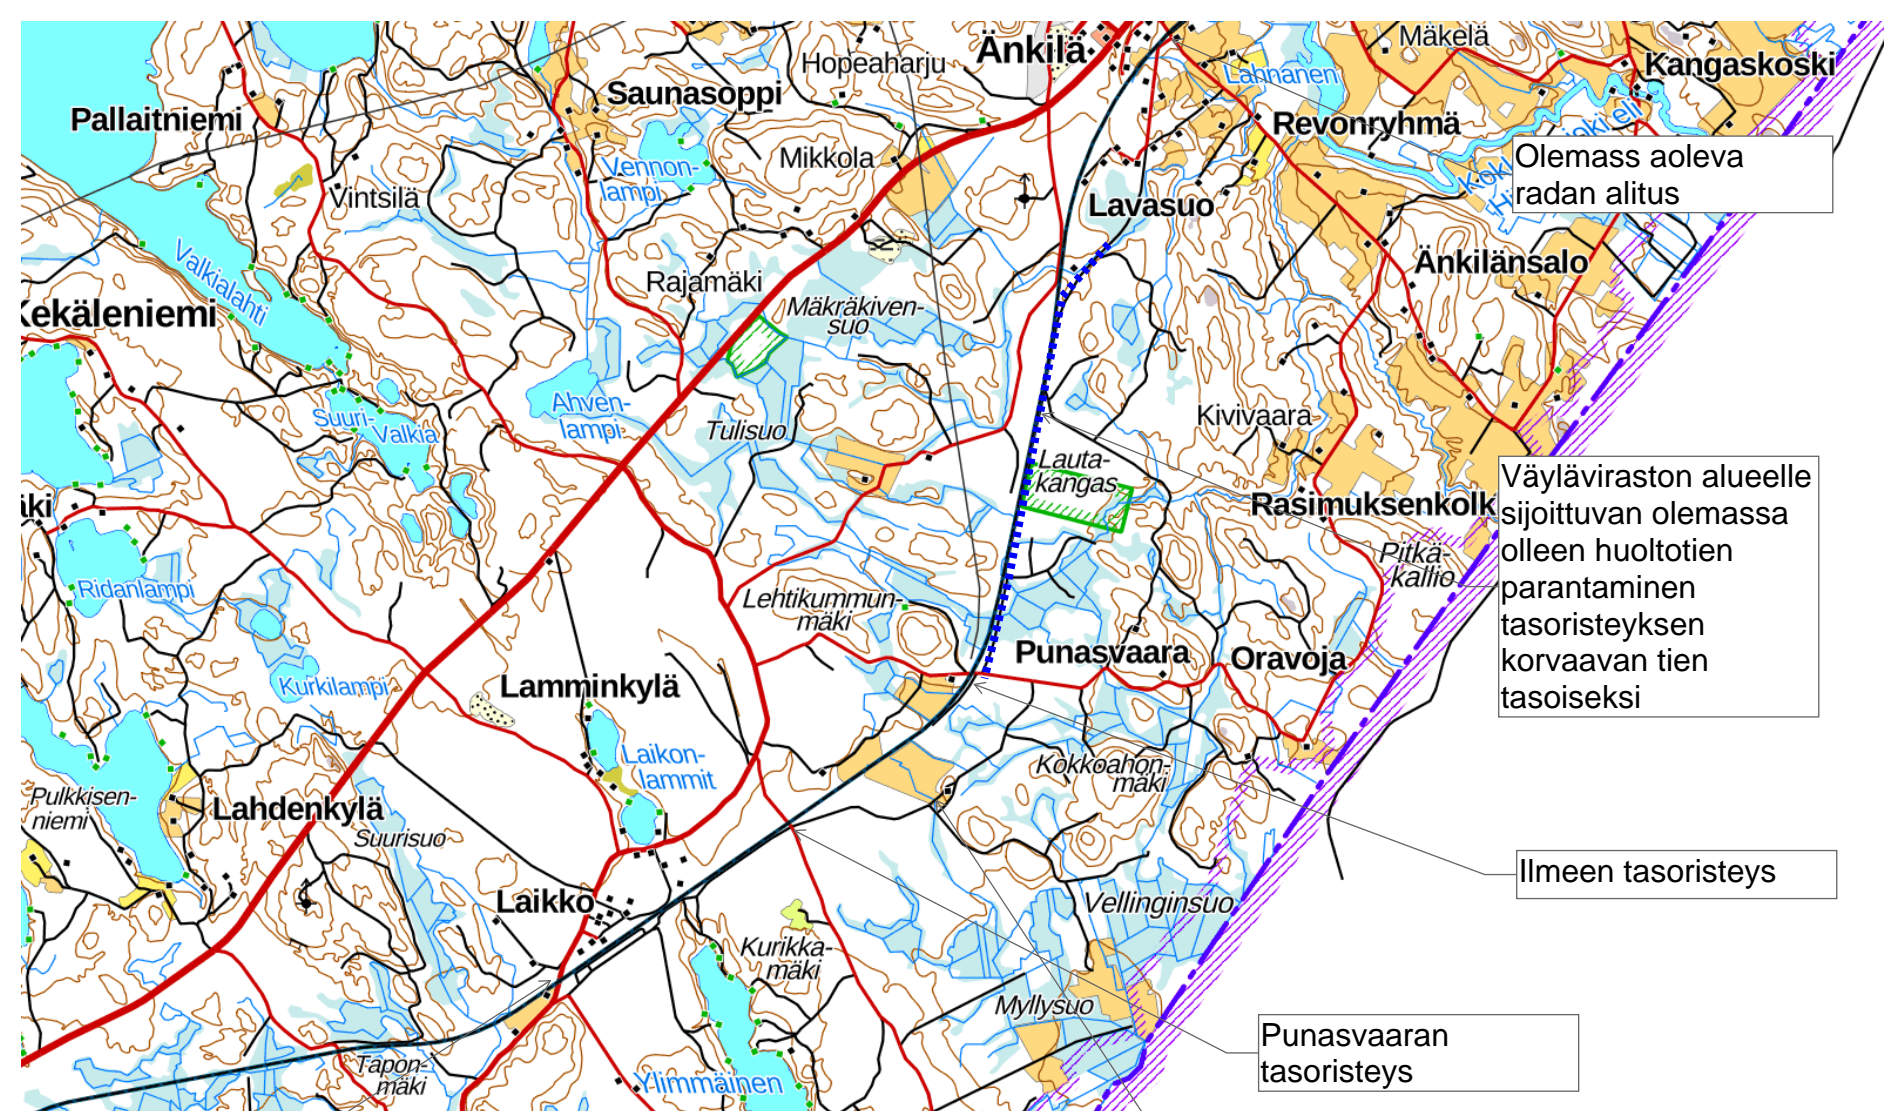 Änkilä
Hopeaharju
Mäkelä
Kangaskoski
Lahnanen
Saunasoppi
Pallaitniemi
Revonryhmä
Mikkola
Vennon-
lampi
Vintsilä
Lavasuo
Olemass aoleva
radan alitus
Valkialahti
Rajamäki
Änkilänsalo
Mäkräkiven-
suo
Kekäleniemi
Ahven-
lampi
Suuri-
Valkia
Tulisuo
Kivivaara
Lauta-
kangas
Rasimuksenkolk
Väyläviraston alueelle
sijoittuvan olemassa
olleen huoltotien
parantaminen
tasoristeyksen
korvaavan tien
tasoiseksi
äki
Pitkä-
kallio
Ridanlampi
Lehtikummun-
mäki
Punasvaara
Oravoja
Kurkilampi
Lamminkylä
Laikon-
lammit
Kokkoahon-
mäki
Pulkkisen-
niemi
Lahdenkylä
Suurisuo
Ilmeen tasoristeys
Laikko
Vellinginsuo
Kurikka-
mäki
Myllysuo
Punasvaaran
tasoristeys
Tapon-
mäki
Ylimmäinen